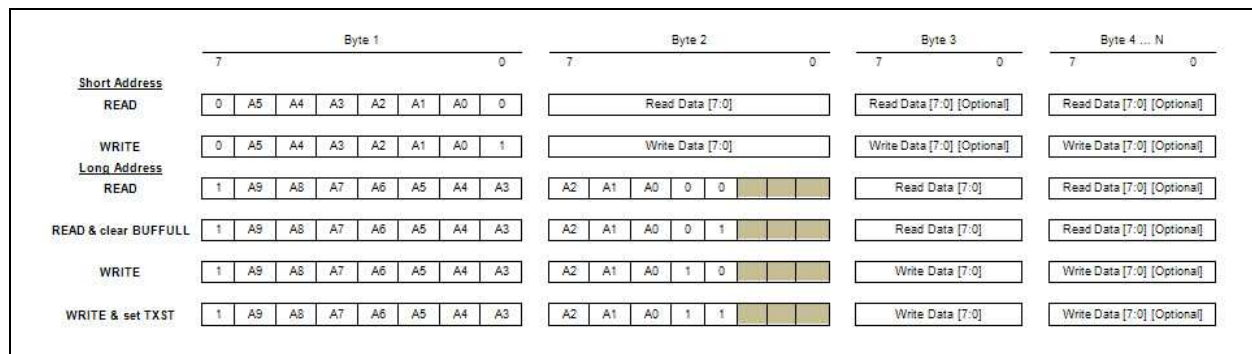 Byte 1 Byte 2 Byte 3 Byte 4 ... N
7 0 7 0 7 0 7 0
Short Address
READ 0 A5 A4 A3 A2 A1 A0 0 Read Data [7:0] Read Data [7:0] [Optional] Read Data [7:0] [Optional]
WRITE 0 A5 A4 A3 A2 A1 A0 1 Write Data [7:0] Write Data [7:0] [Optional] Write Data [7:0] [Optional]
Long Address
READ 1 A9 A8 A7 A6 A5 A4 A3 A2 A1 A0 0 0 Read Data [7:0] Read Data [7:0] [Optional]
READ & clear BUFFULL 1 A9 A8 A7 A6 A5 A4 A3 A2 A1 A0 0 1 Read Data [7:0] Read Data [7:0] [Optional]
WRITE 1 A9 A8 A7 A6 A5 A4 A3 A2 A1 A0 1 0 Write Data [7:0] Write Data [7:0] [Optional]
WRITE & set TXST 1 A9 A8 A7 A6 A5 A4 A3 A2 A1 A0 1 1 Write Data [7:0] Write Data [7:0] [Optional]